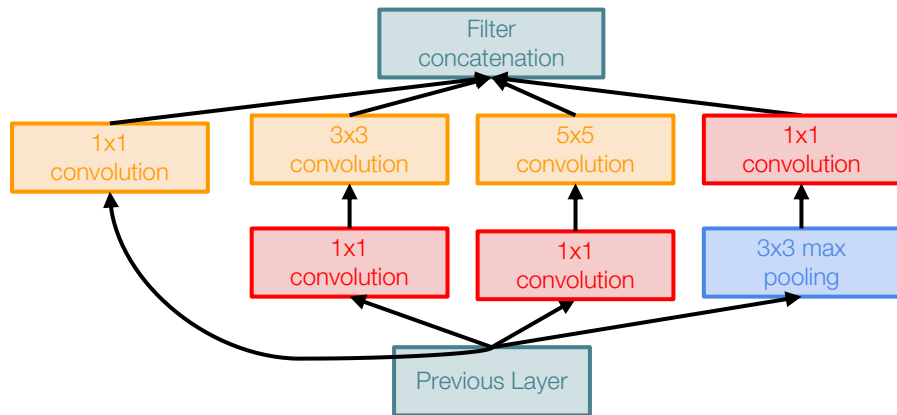 Filter
concatenation
1x1
convolution
3x3
convolution
5x5
convolution
1x1
convolution
1x1
convolution
1x1
convolution
3x3 max
pooling
Previous Layer